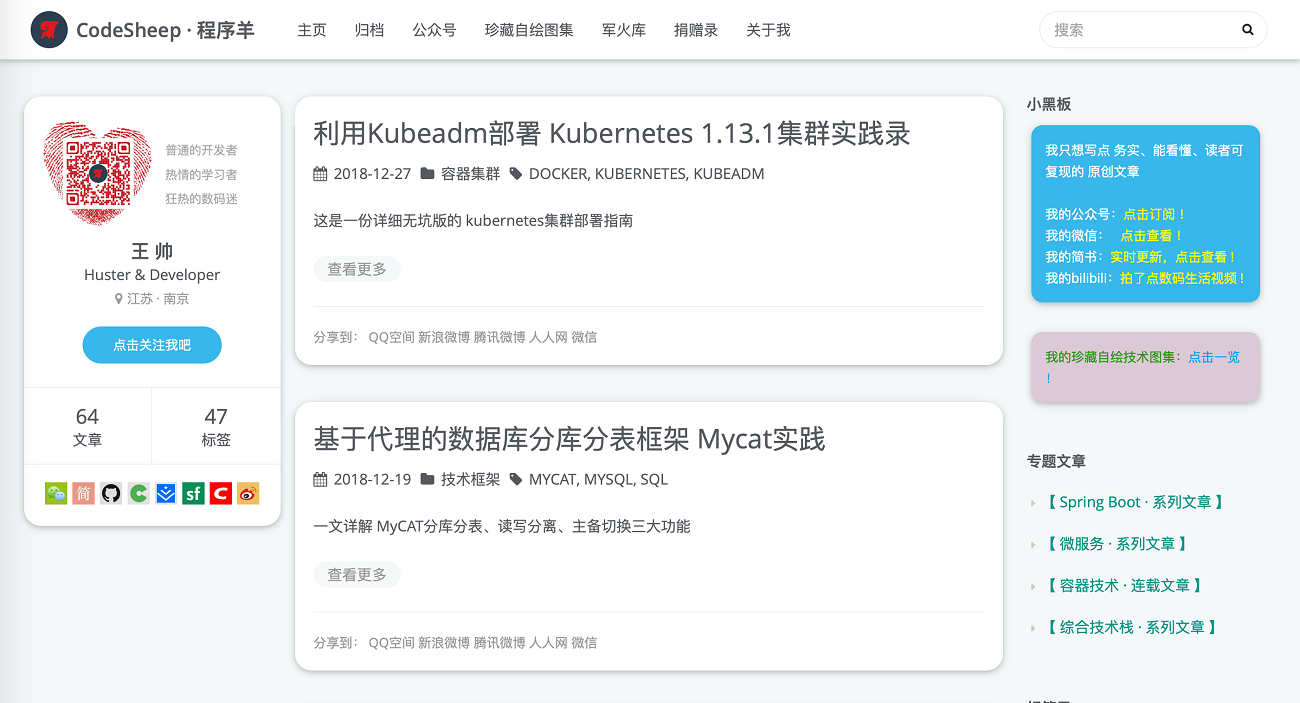 CodeSheep · 程序羊
主页 归档 公众号 珍藏自绘图集 军火库 捐赠录 关于我
搜索
普通的开发者
热情的学习者
狂热的数码迷
王 帅
Huster & Developer
江苏 · 南京
点击关注我吧
64
文章
47
标签
简
sf
C
利用Kubeadm部署 Kubernetes 1.13.1集群实践录
2018-12-27 容器集群 DOCKER, KUBERNETES, KUBEADM
这是一份详细无坑版的 kubernetes集群部署指南
查看更多
分享到： QQ空间 新浪微博 腾讯微博 人人网 微信
基于代理的数据库分库分表框架 Mycat实践
2018-12-19 技术框架 MYCAT, MYSQL, SQL
一文详解 MyCAT分库分表、读写分离、主备切换三大功能
查看更多
分享到： QQ空间 新浪微博 腾讯微博 人人网 微信
小黑板
我只想写点 务实、能看懂、读者可
复现的 原创文章
我的公众号：点击订阅！
我的微信： 点击查看！
我的简书：实时更新，点击查看！
我的bilibili：拍了点数码生活视频！
我的珍藏自绘技术图集：点击一览
！
专题文章
【 Spring Boot · 系列文章 】
【 微服务 · 系列文章 】
【 容器技术 · 连载文章 】
【 综合技术栈 · 系列文章 】